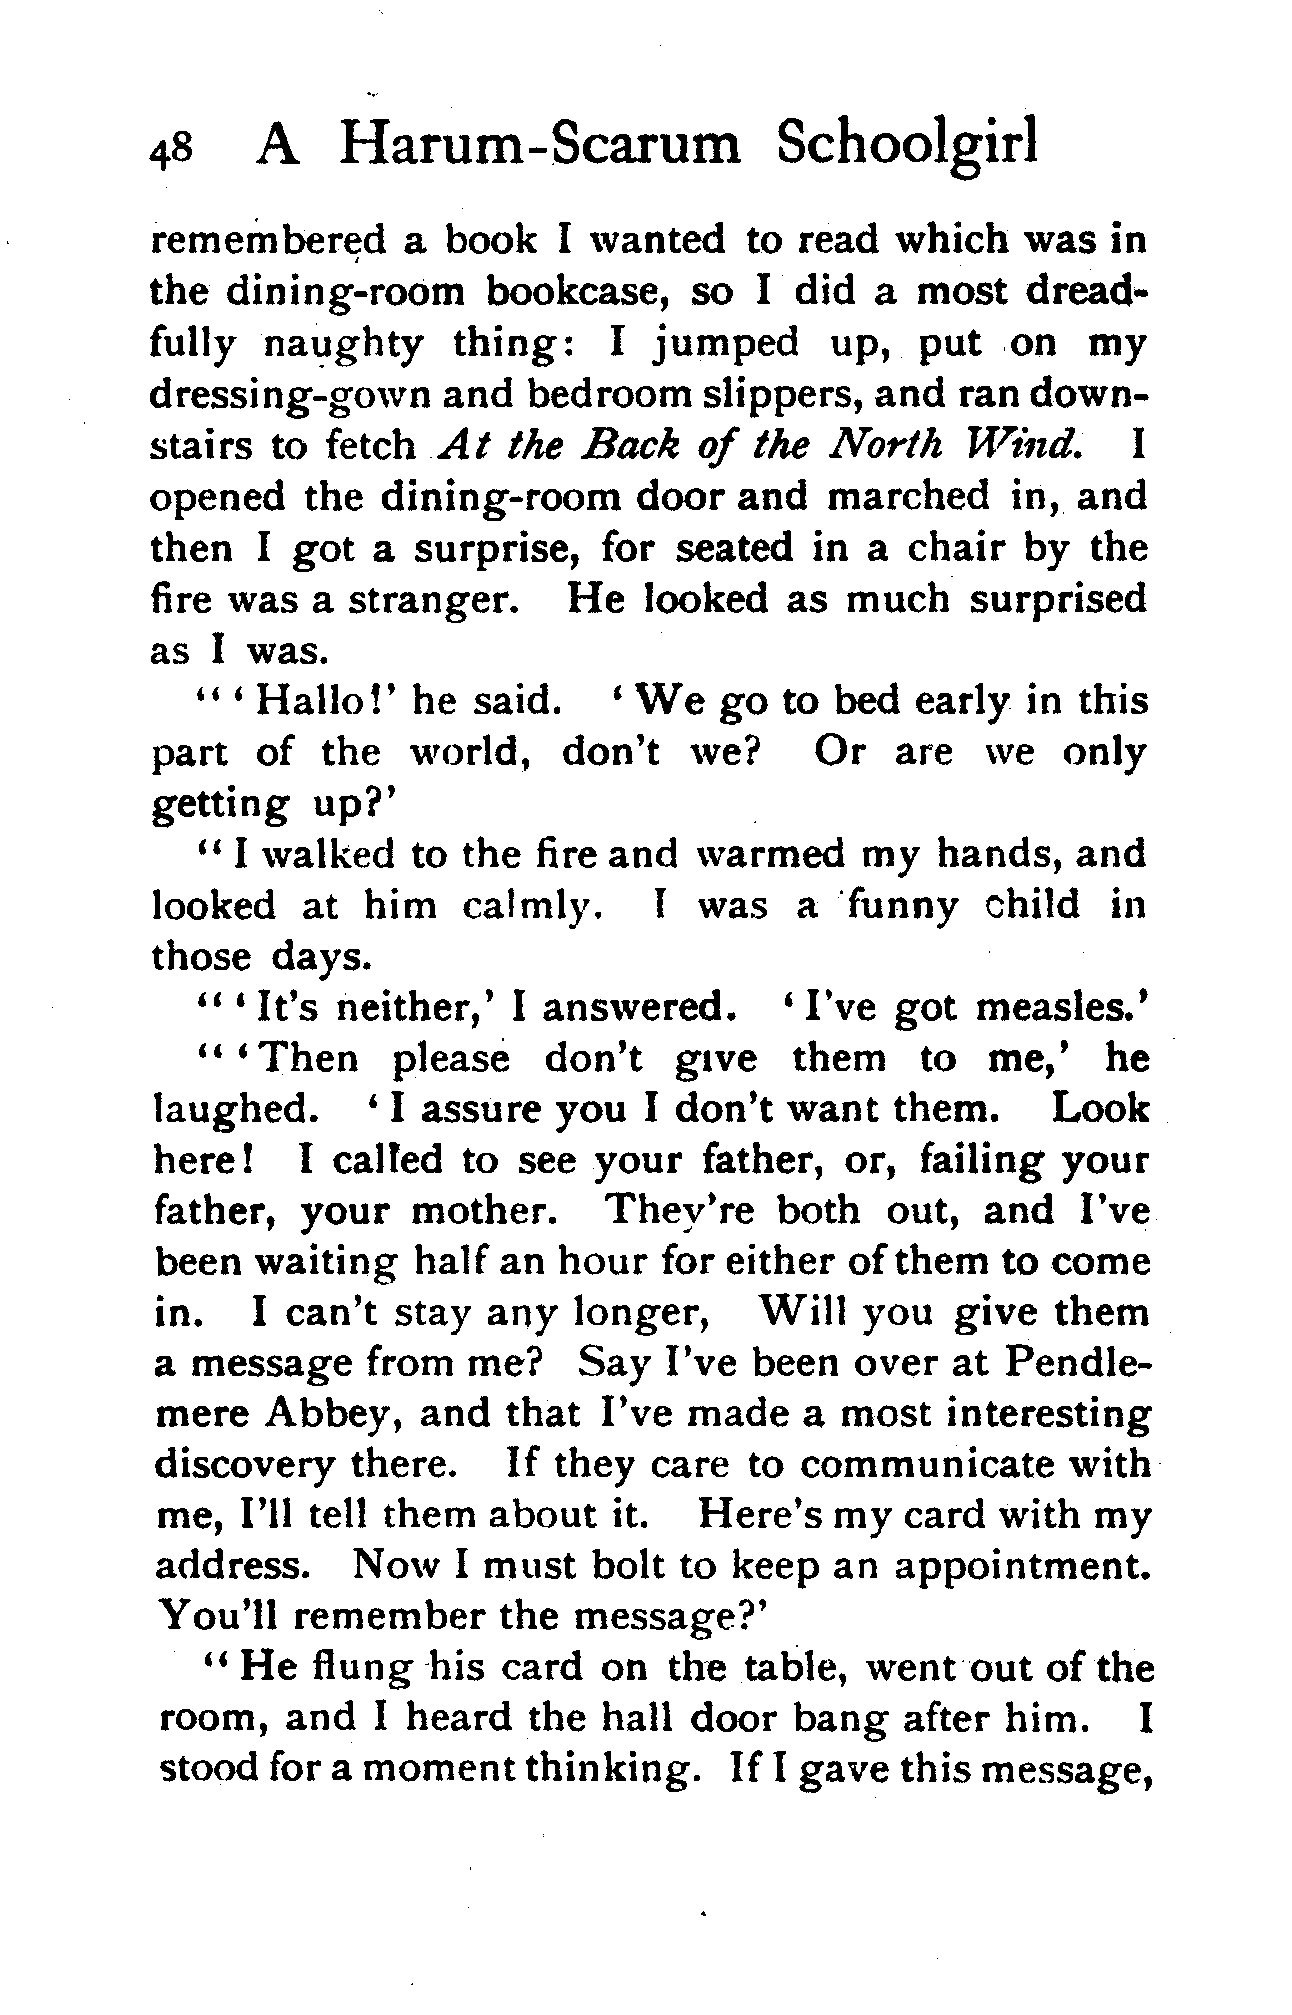 48 A Harum-Scarum Schoolgirl
remembered a book I wanted to read which was in
the dining-room bookcase, so I did a most dread-
fully naughty thing: I jumped up, put on my
dressing-gown and bedroom slippers, and ran down-
stairs to fetch At the Back of the North Wind. I
opened the dining-room door and marched in, and
then I got a surprise, for seated in a chair by the
fire was a stranger. He looked as much surprised
as I was.
“‘Hallo!’ he said. ‘We go to bed early in this
part of the world, don't we? Or are we only
getting up?’
“I walked to the fire and warmed my hands, and
looked at him calmly. I was a funny child in
those days.
“‘It's neither,’ I answered. ‘I've got measles.’
“‘Then please don't give them to me,’ he
laughed. ‘I assure you I don't want them. Look
here! I called to see your father, or, failing your
father, your mother. They're both out, and I've
been waiting half an hour for either of them to come
in. I can't stay any longer, Will you give them
a message from me? Say I've been over at Pendle-
mere Abbey, and that I've made a most interesting
discovery there. If they care to communicate with
me, I'll tell them about it. Here's my card with my
address. Now I must bolt to keep an appointment.
You'll remember the message?’
“He flung his card on the table, went out of the
room, and I heard the hall door bang after him. I
stood for a moment thinking. If I gave this message,